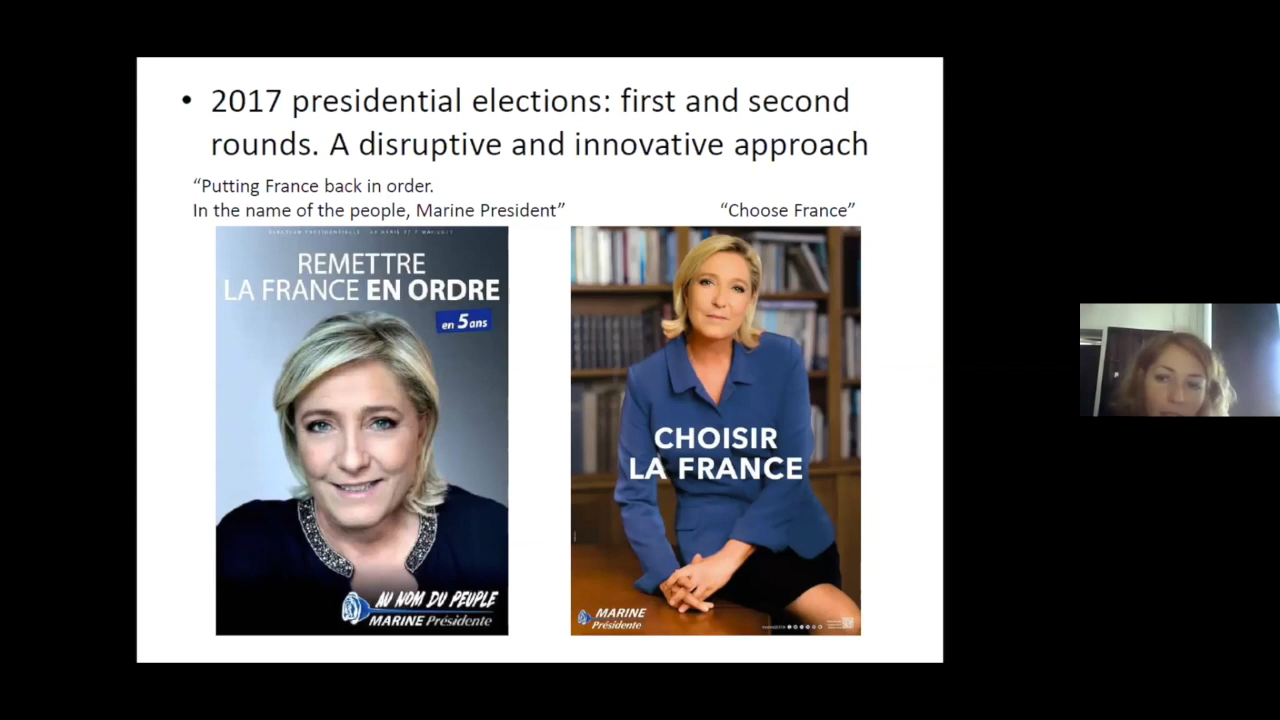 • 2017 presidential elections: first and second
rounds. A disruptive and innovative approach
“Putting France back in order.
In the name of the people, Marine President”
“Choose France”
REMETTRE
LA FRANCE EN ORDRE
en 5 ans
AU NOM DU PEUPLE
MARINE Présidente
CHOISIR
LA FRANCE
MARINE
Présidente